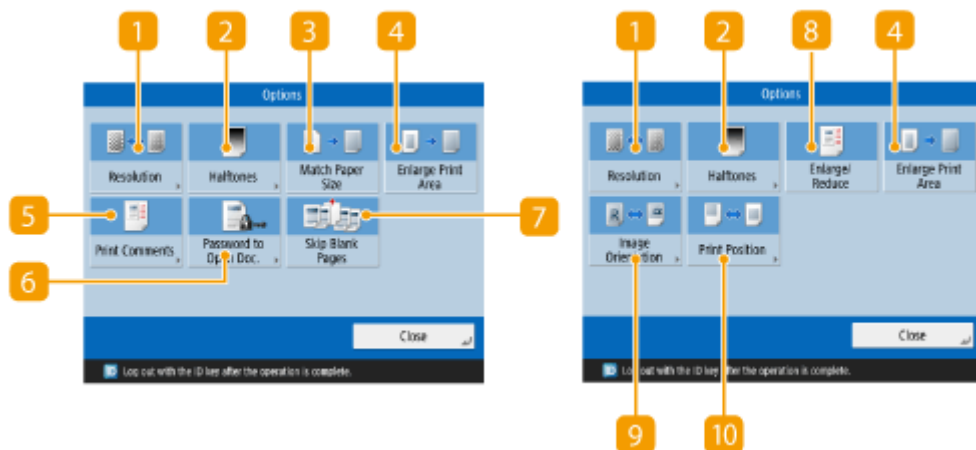 1 2 3 4 1 2 8 4
Options Options
Resolution Halftones Match Paper Size Enlarge Print Area Resolution Halftones Enlarge/ Reduce Enlarge Print Area
5 7
Print Comments Password to Open Doc. Skip Blank Pages Image Orientation Print Position
6
Close Close
ID Log out with the ID key after the operation is complete. ID Log out with the ID key after the operation is complete.
9 10